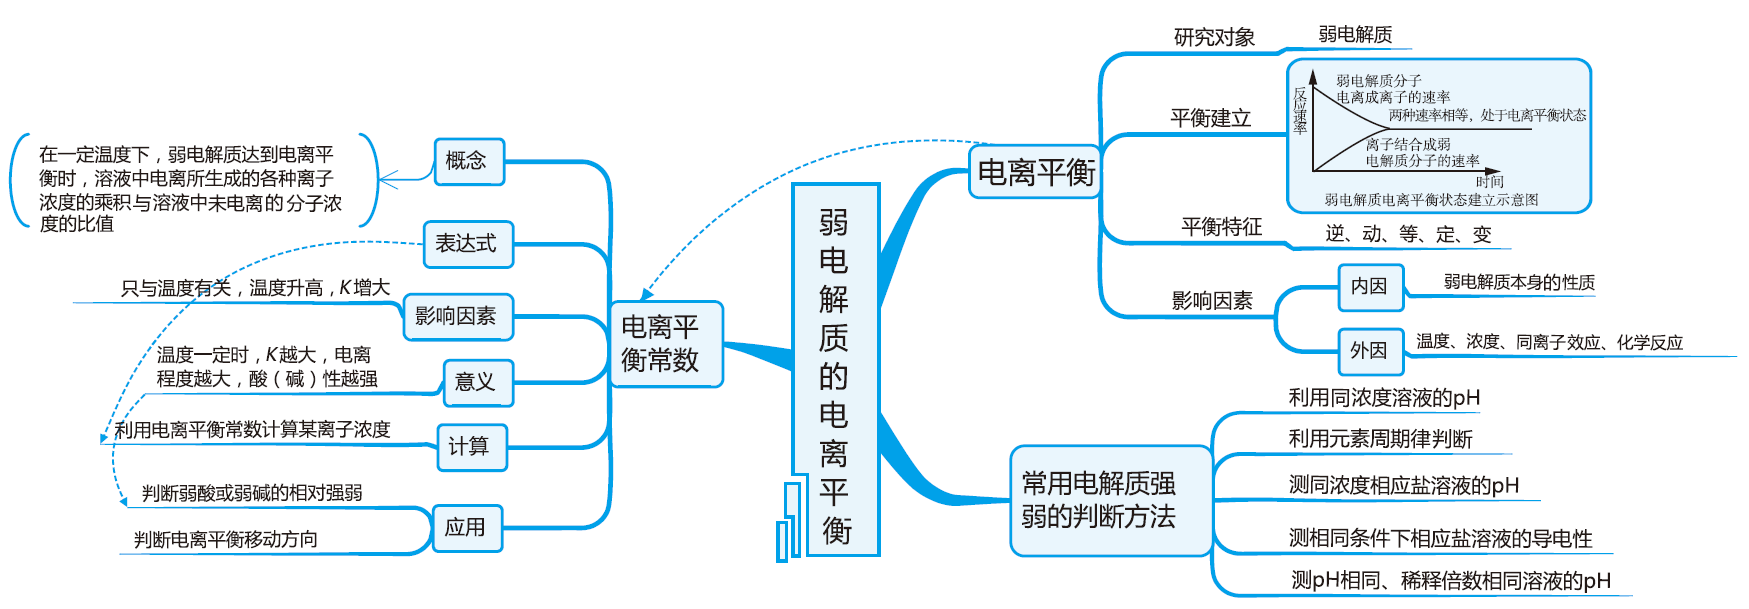 弱电解质的电离平衡
电离平衡
研究对象
弱电解质
平衡建立
反应速率
弱电解质分子
电离成离子的速率
两种速率相等，处于电离平衡状态
离子结合成弱
电解质分子的速率
时间
弱电解质电离平衡状态建立示意图
平衡特征
逆、动、等、定、变
影响因素
内因
弱电解质本身的性质
外因
温度、浓度、同离子效应、化学反应
常用电解质强
弱的判断方法
利用同浓度溶液的pH
利用元素周期律判断
测同浓度相应盐溶液的pH
测相同条件下相应盐溶液的导电性
测pH相同、稀释倍数相同溶液的pH
电离平
衡常数
概念
在一定温度下，弱电解质达到电离平
衡时，溶液中电离所生成的各种离子
浓度的乘积与溶液中未电离的分子浓
度的比值
表达式
影响因素
只与温度有关，温度升高，K增大
意义
温度一定时，K越大，电离
程度越大，酸（碱）性越强
计算
利用电离平衡常数计算某离子浓度
应用
判断弱酸或弱碱的相对强弱
判断电离平衡移动方向